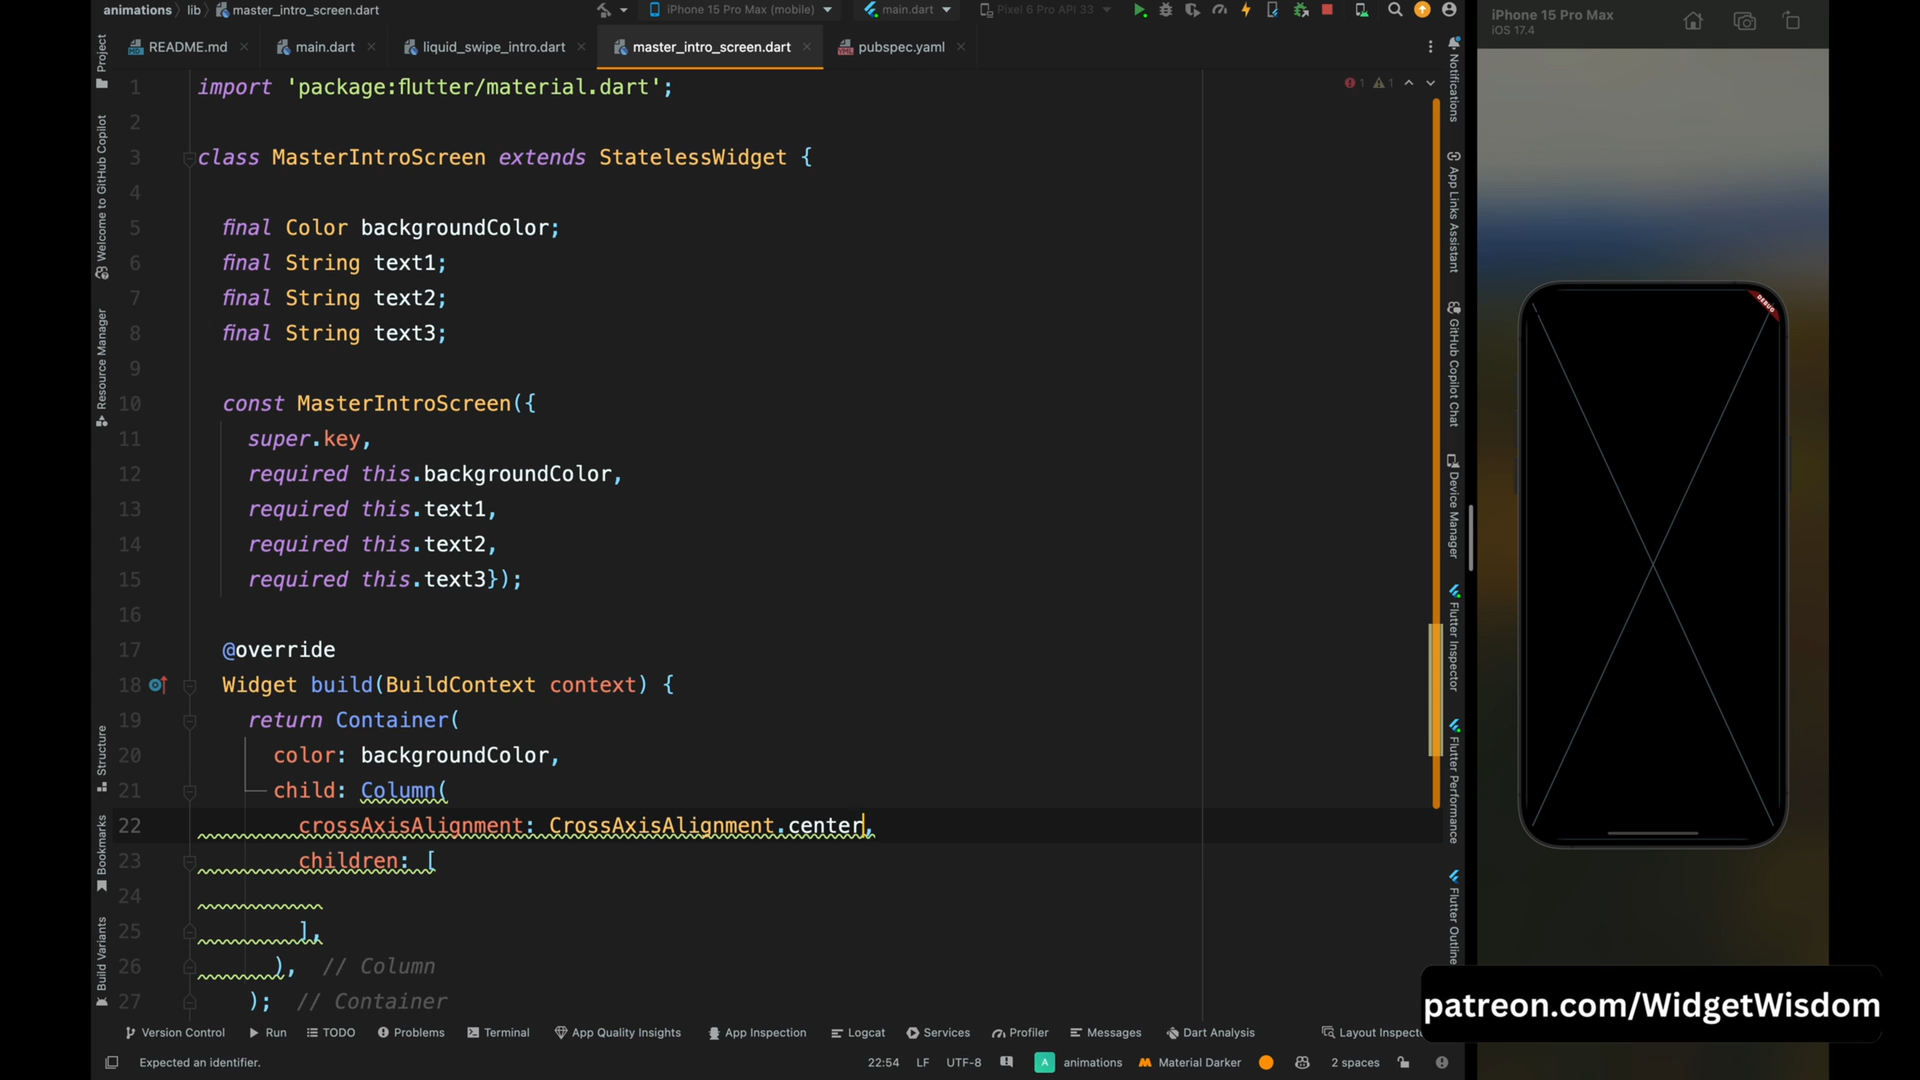 animations
lib
master_intro_screen.dart
iPhone 15 Pro Max (mobile)
main.dart
Pixel 6 Pro API 33
README.md
main.dart
liquid_swipe_intro.dart
master_intro_screen.dart
pubspec.yaml
1 import 'package:flutter/material.dart';
2
3 class MasterIntroScreen extends StatelessWidget {
4
5 final Color backgroundColor;
6 final String text1;
7 final String text2;
8 final String text3;
9
10 const MasterIntroScreen({
11 super.key,
12 required this.backgroundColor,
13 required this.text1,
14 required this.text2,
15 required this.text3});
16
17 @override
18 Widget build(BuildContext context) {
19 return Container(
20 color: backgroundColor,
21 child: Column(
22 crossAxisAlignment: CrossAxisAlignment.center,
23 children: [
24
25 ],
26 ), // Column
27 ); // Container
1 1
Project
Welcome to GitHub Copilot
Resource Manager
Structure
Bookmarks
Build Variants
Notifications
App Links Assistant
GitHub Copilot Chat
Device Manager
Flutter Inspector
Flutter Performance
Flutter Outline
iPhone 15 Pro Max
iOS 17.4
DEBUG
patreon.com/WidgetWisdom
Version Control Run TODO Problems Terminal App Quality Insights App Inspection Logcat Services Profiler Messages Dart Analysis Layout Inspecto
Expected an identifier. 22:54 LF UTF-8 A animations Material Darker 2 spaces